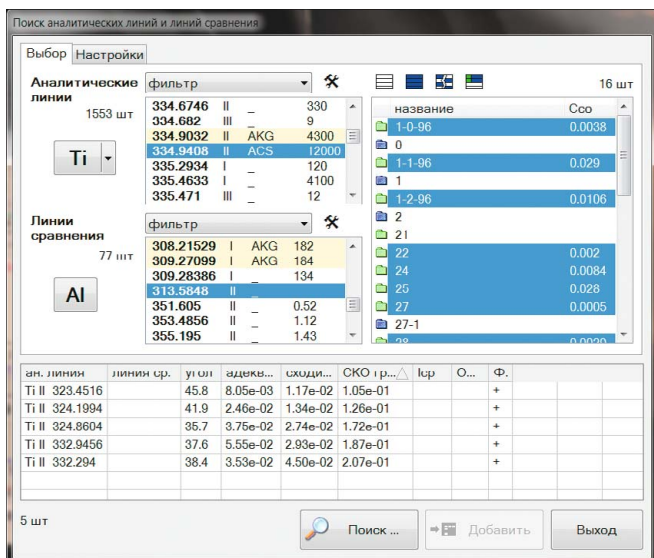 Поиск аналитических линий и линий сравнения
Выбор Настройки
Аналитические линии
1553 шт
Ti
фильтр
334.6746 II _ 330
334.682 III _ 9
334.9032 II AKG 4300
334.9408 II ACS 12000
335.2934 I _ 120
335.4633 I _ 4100
335.471 III _ 12
Линии сравнения
77 шт
Al
фильтр
308.21529 I AKG 182
309.27099 I AKG 184
309.28386 I _ 134
313.5848 II _
351.605 II _ 0.52
353.4856 II _ 1.12
355.195 II _ 1.43
16 шт
название Ссо
1-0-96 0.0038
0
1-1-96 0.029
1
1-2-96 0.0106
2
21
22 0.002
24 0.0084
25 0.028
27 0.0005
27-1
28
ан. линия линия ср. угол адекв... сходи... СКО гр... Iср О... Ф.
Ti II 323.4516 45.8 8.05e-03 1.17e-02 1.05e-01 +
Ti II 324.1994 41.9 2.46e-02 1.34e-02 1.26e-01 +
Ti II 324.8604 35.7 3.75e-02 2.74e-02 1.72e-01 +
Ti II 332.9456 37.6 5.55e-02 2.93e-02 1.87e-01 +
Ti II 332.294 38.4 3.53e-02 4.50e-02 2.07e-01 +
5 шт
Поиск ... Добавить Выход